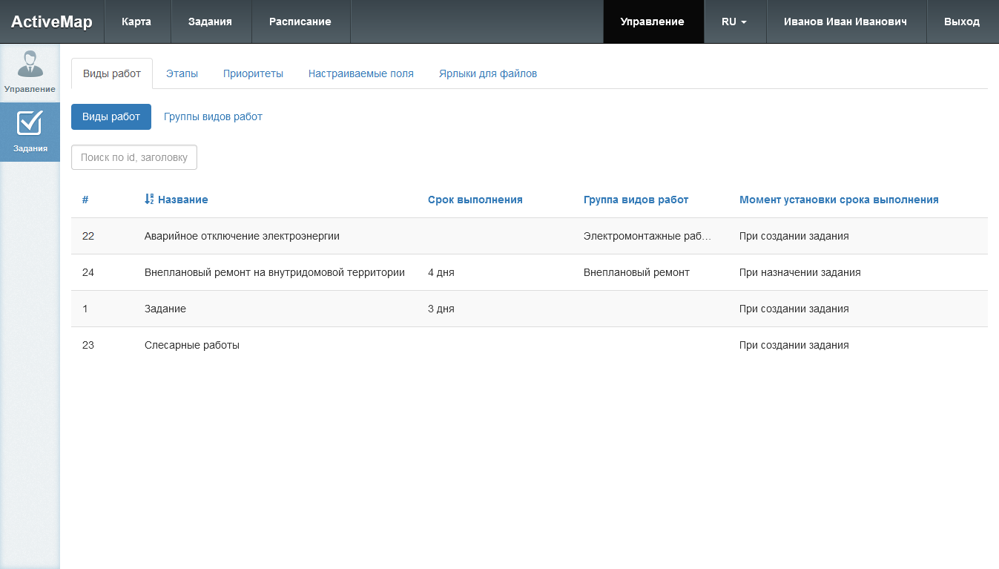 ActiveMap Карта Задания Расписание Управление RU Иванов Иван Иванович Выход
Управление
Задания
Виды работ Этапы Приоритеты Настраиваемые поля Ярлыки для файлов
Виды работ Группы видов работ
Поиск по id, заголовку
# Название Срок выполнения Группа видов работ Момент установки срока выполнения
22 Аварийное отключение электроэнергии Электромонтажные раб... При создании задания
24 Внеплановый ремонт на внутридомовой территории 4 дня Внеплановый ремонт При назначении задания
1 Задание 3 дня При создании задания
23 Слесарные работы При создании задания